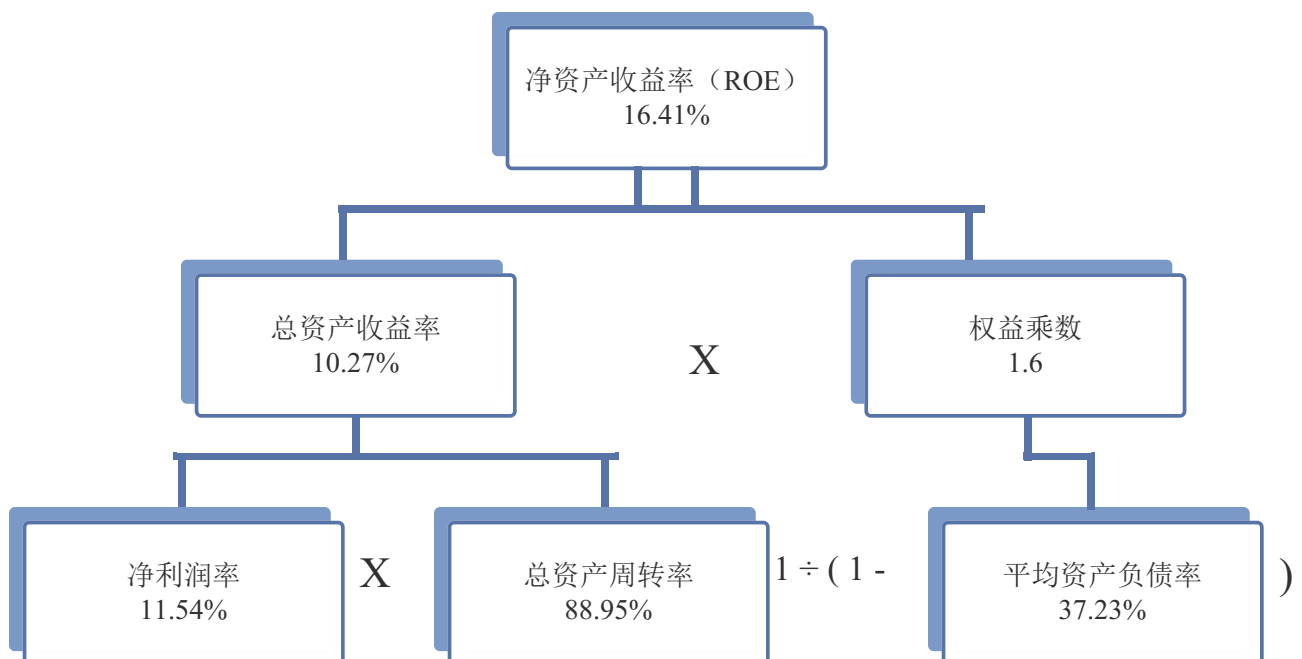 净资产收益率（ROE）
16.41%
总资产收益率
10.27%
X
权益乘数
1.6
净利润率
11.54%
X
总资产周转率
88.95%
1 ÷ ( 1 -
平均资产负债率
37.23%
)